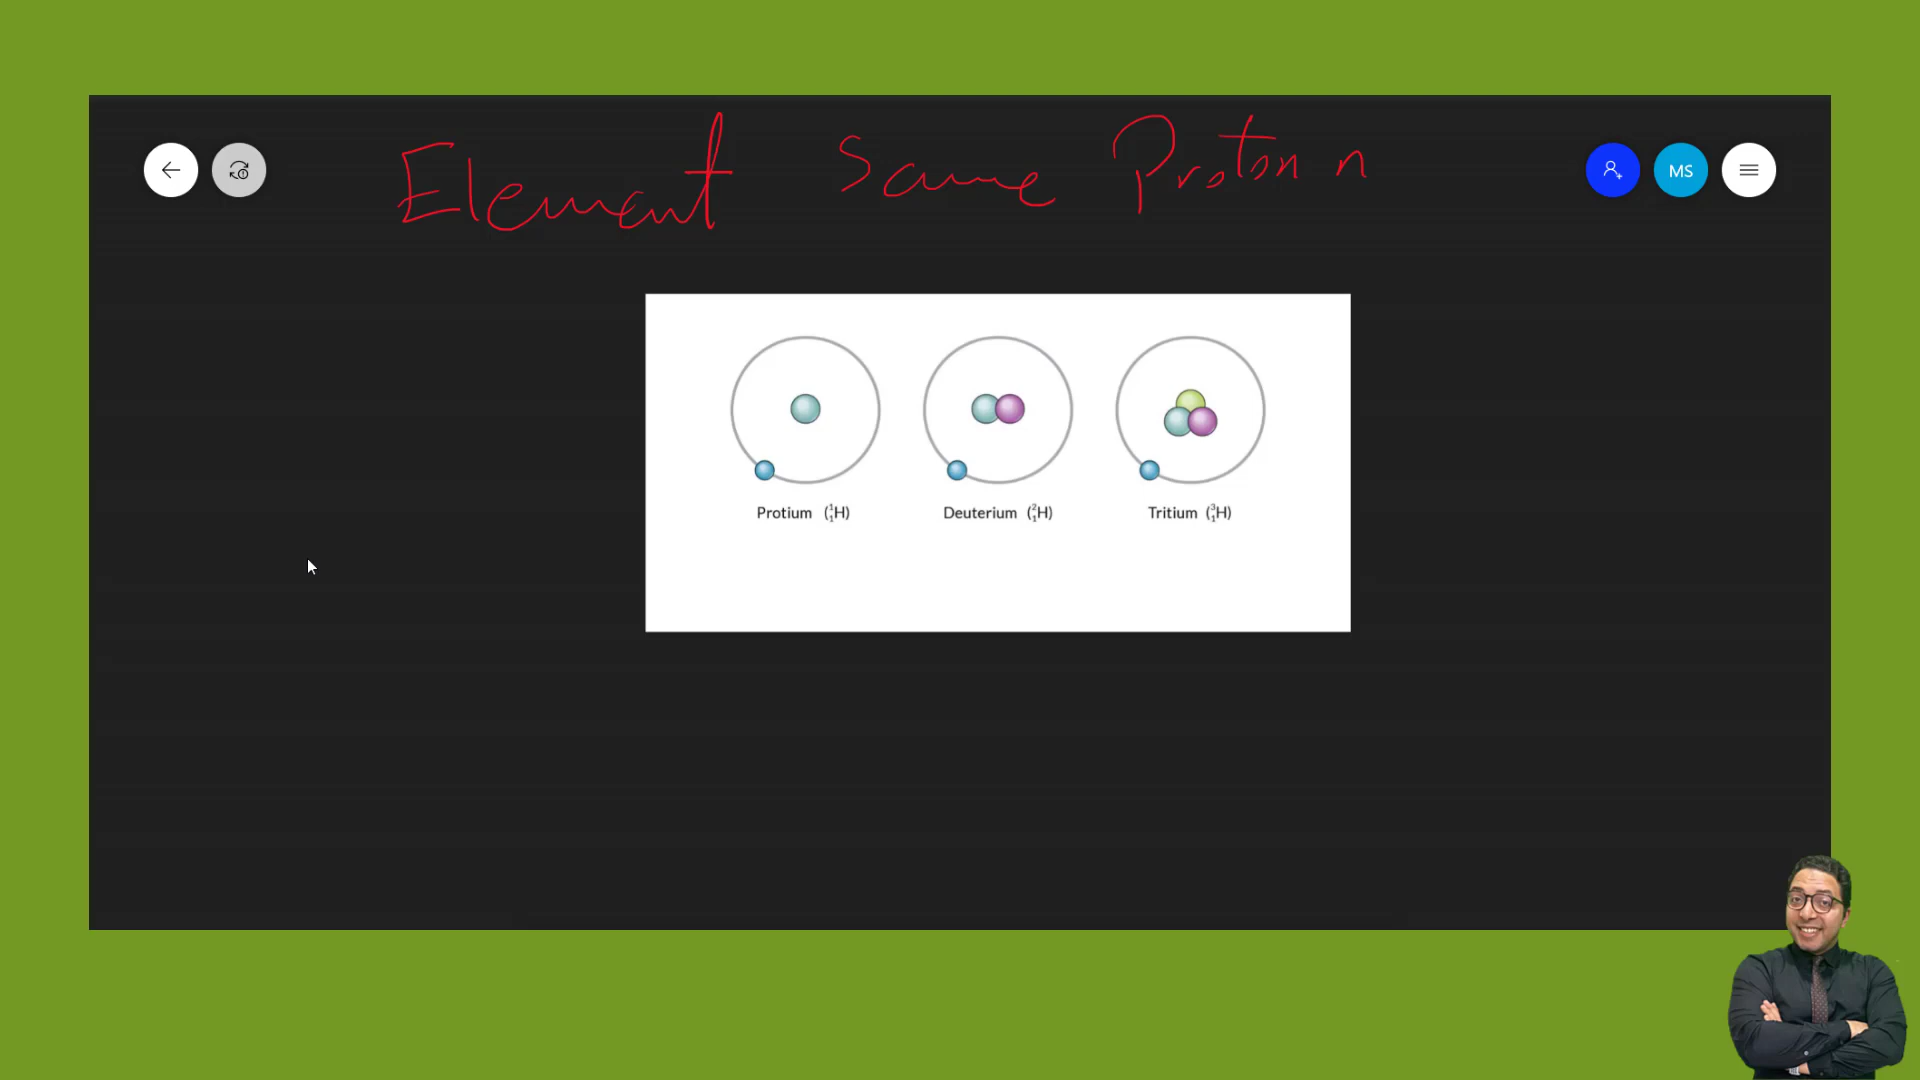 Element Same Proton n
MS
Protium (¹₁H) Deuterium (²₁H) Tritium (³₁H)